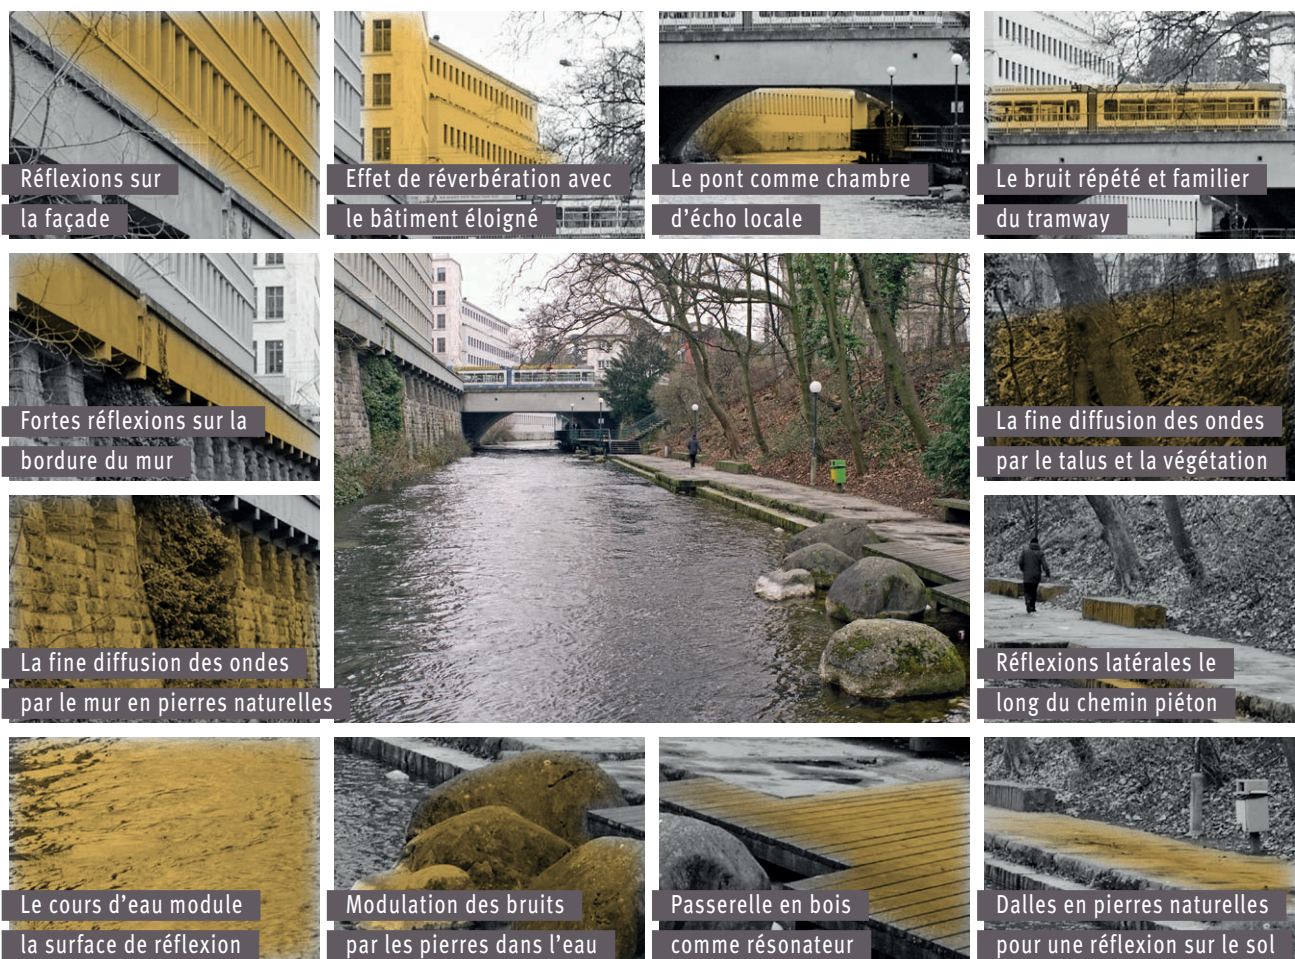 Réflexions sur
la façade
Effet de réverbération avec
le bâtiment éloigné
Le pont comme chambre
d'écho locale
Le bruit répété et familier
du tramway
Fortes réflexions sur la
bordure du mur
La fine diffusion des ondes
par le talus et la végétation
La fine diffusion des ondes
par le mur en pierres naturelles
Réflexions latérales le
long du chemin piéton
Le cours d'eau module
la surface de réflexion
Modulation des bruits
par les pierres dans l'eau
Passerelle en bois
comme résonateur
Dalles en pierres naturelles
pour une réflexion sur le sol